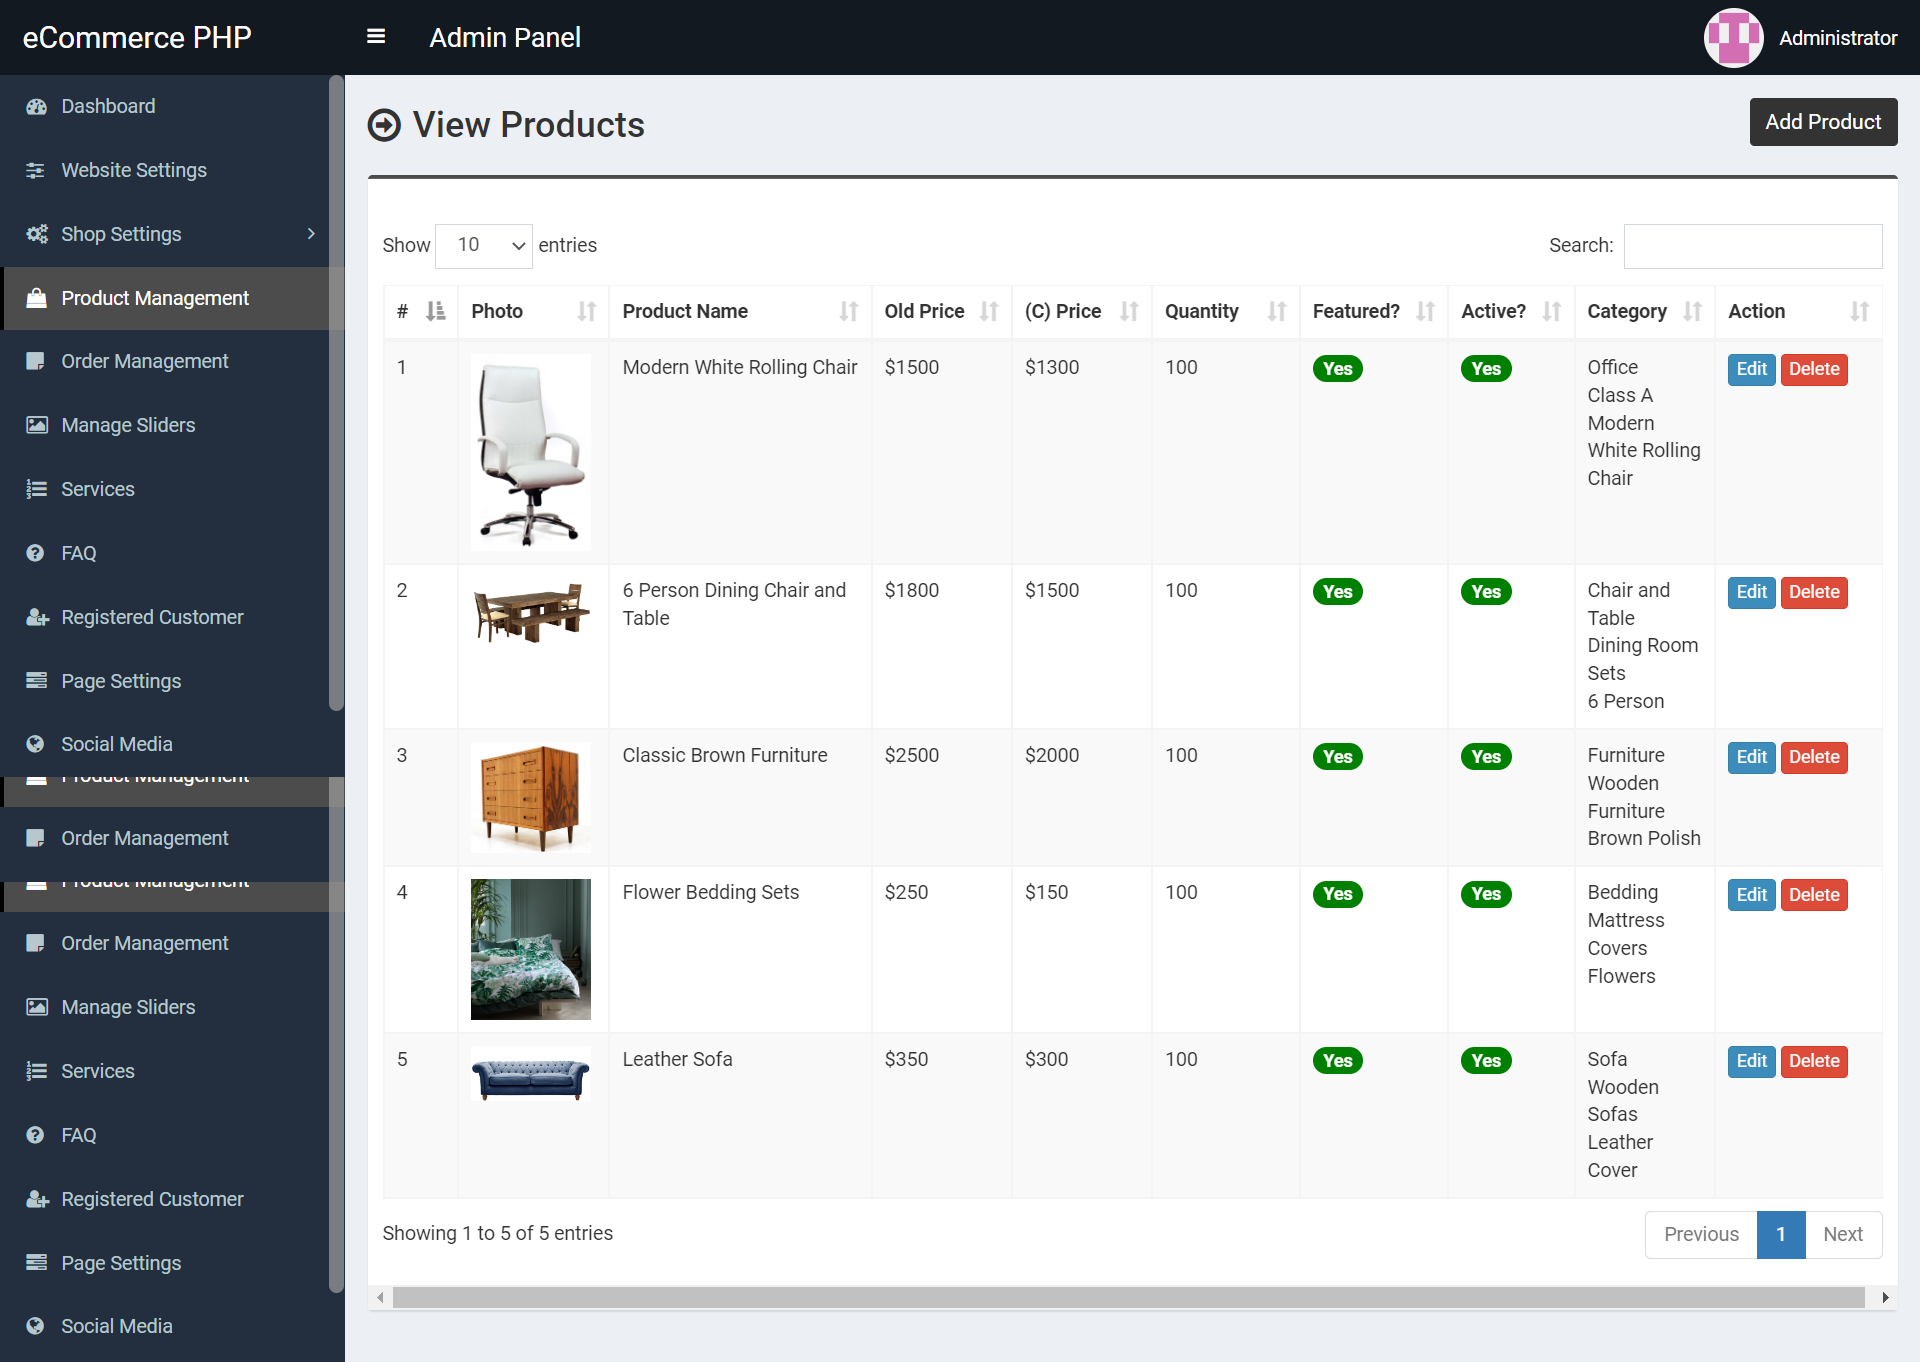 eCommerce PHP
Admin Panel
Administrator
Dashboard
Website Settings
Shop Settings
Product Management
Order Management
Manage Sliders
Services
FAQ
Registered Customer
Page Settings
Social Media
Product Management
Order Management
Product Management
Order Management
Manage Sliders
Services
FAQ
Registered Customer
Page Settings
Social Media
View Products
Add Product
Show 10 entries
Search:
# Photo Product Name Old Price (C) Price Quantity Featured? Active? Category Action
1 Modern White Rolling Chair $1500 $1300 100 Yes Yes Office Edit Delete
Class A
Modern
White Rolling
Chair
2 6 Person Dining Chair and $1800 $1500 100 Yes Yes Chair and Edit Delete
Table Table
Dining Room
Sets
6 Person
3 Classic Brown Furniture $2500 $2000 100 Yes Yes Furniture Edit Delete
Wooden
Furniture
Brown Polish
4 Flower Bedding Sets $250 $150 100 Yes Yes Bedding Edit Delete
Mattress
Covers
Flowers
5 Leather Sofa $350 $300 100 Yes Yes Sofa Edit Delete
Wooden
Sofas
Leather
Cover
Showing 1 to 5 of 5 entries
Previous 1 Next